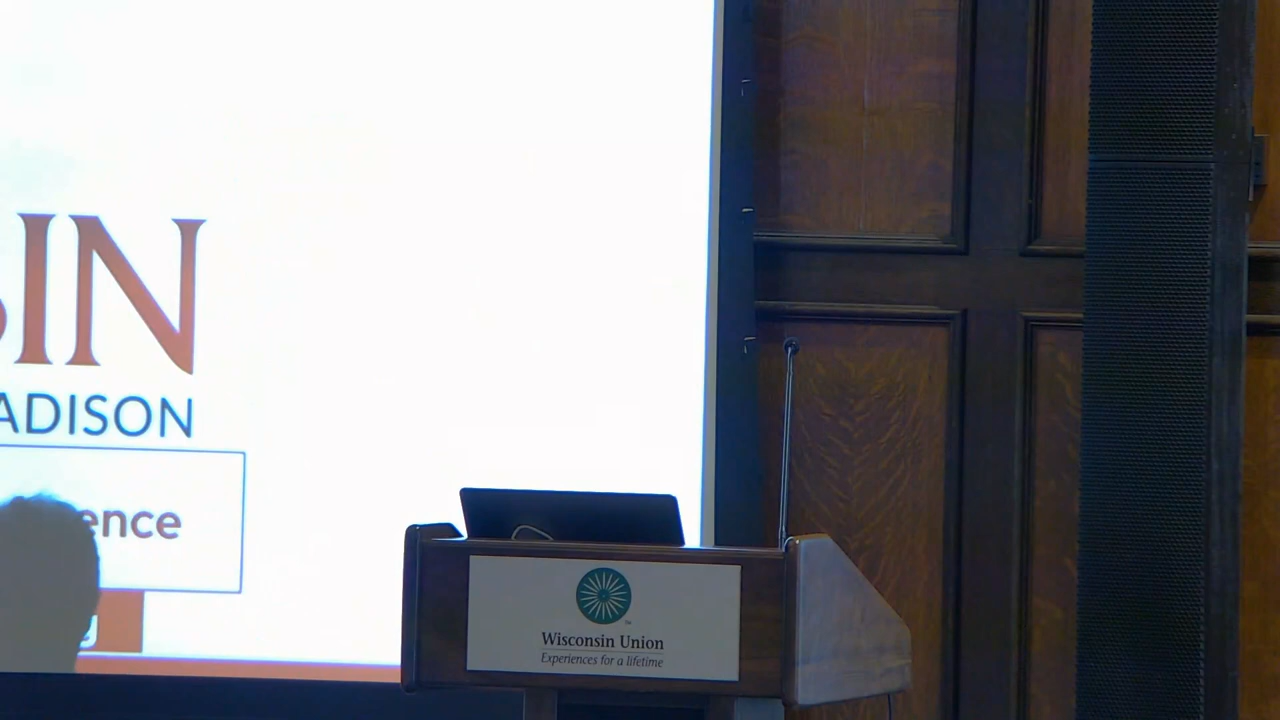 SIN
ADISON
ence
g
Wisconsin Union
Experiences for a lifetime